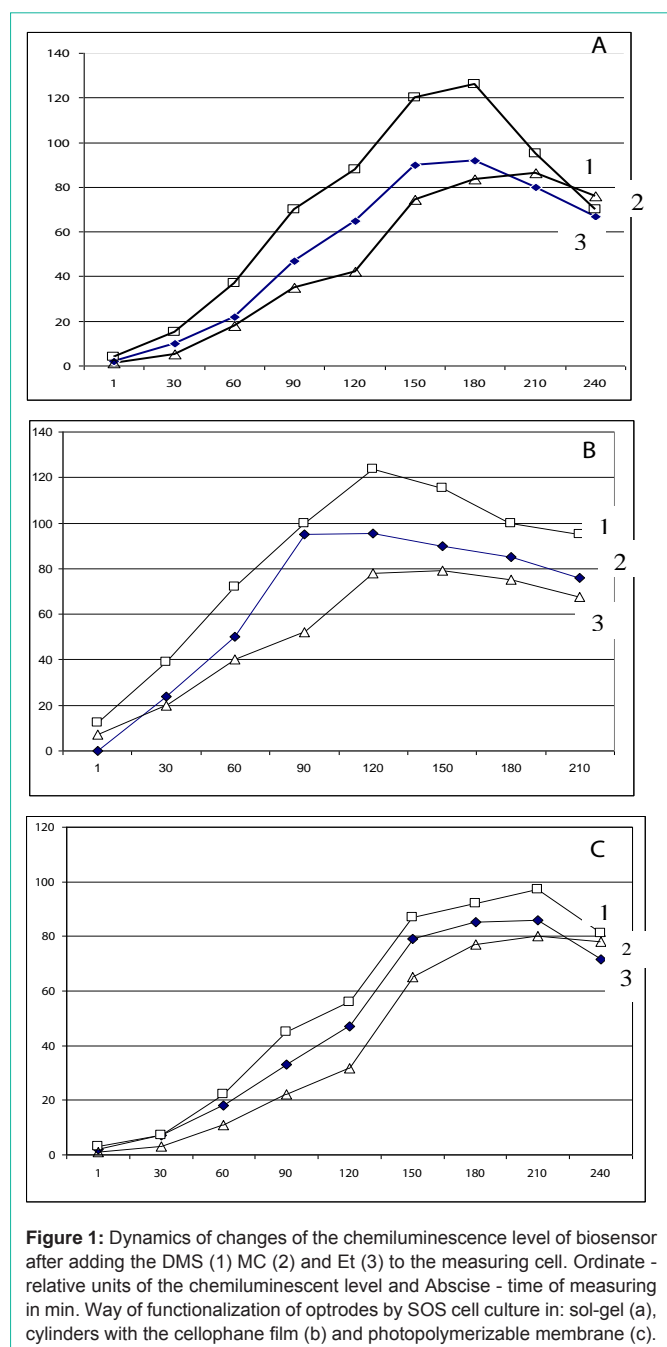 A
140
120
100
80
60
40
20
0
1
2
3
1 30 60 90 120 150 180 210 240
B
140
120
100
80
60
40
20
0
1
2
3
1 30 60 90 120 150 180 210
C
120
100
80
60
40
20
0
1
2
3
1 30 60 90 120 150 180 210 240
Figure 1: Dynamics of changes of the chemiluminescence level of biosensor
after adding the DMS (1) MC (2) and Et (3) to the measuring cell. Ordinate -
relative units of the chemiluminescent level and Abscise - time of measuring
in min. Way of functionalization of optrodes by SOS cell culture in: sol-gel (a),
cylinders with the cellophane film (b) and photopolymerizable membrane (c).